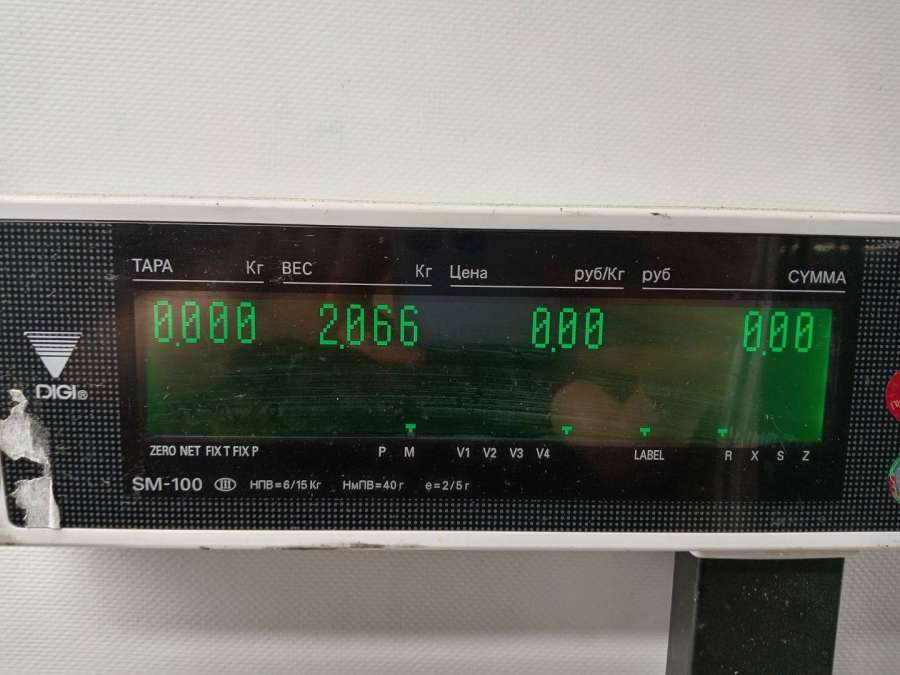 ТАРА Кг ВЕС Кг Цена руб/Кг руб СУММА
0.000 2.066 0.00 0.00
DIGI®
ZERO NET FIX T FIX P P M V1 V2 V3 V4 LABEL R X S Z
SM-100 III НПВ=6/15 Кг НмПВ=40 г e=2/5 г